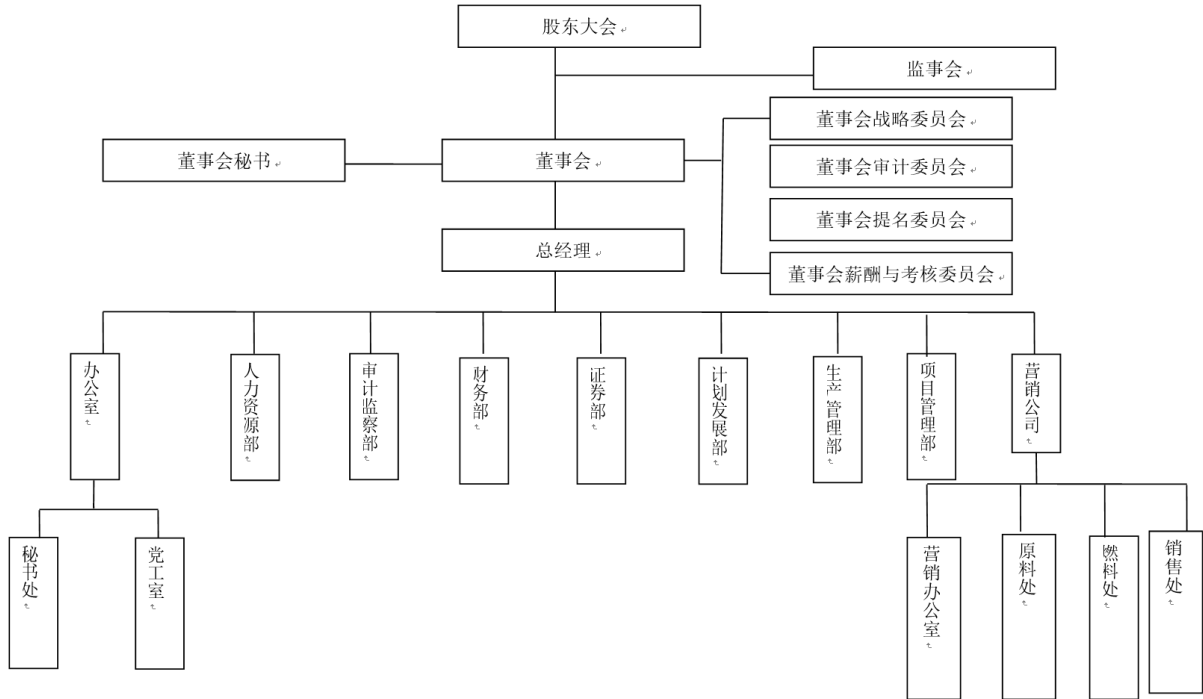 股东大会
监事会
董事会战略委员会
董事会秘书
董事会
董事会审计委员会
董事会提名委员会
总经理
董事会薪酬与考核委员会
办公室
人力资源部
审计监察部
财务部
证券部
计划发展部
生产管理部
项目管理部
营销公司
秘书处
党工室
营销办公室
原料处
燃料处
销售处